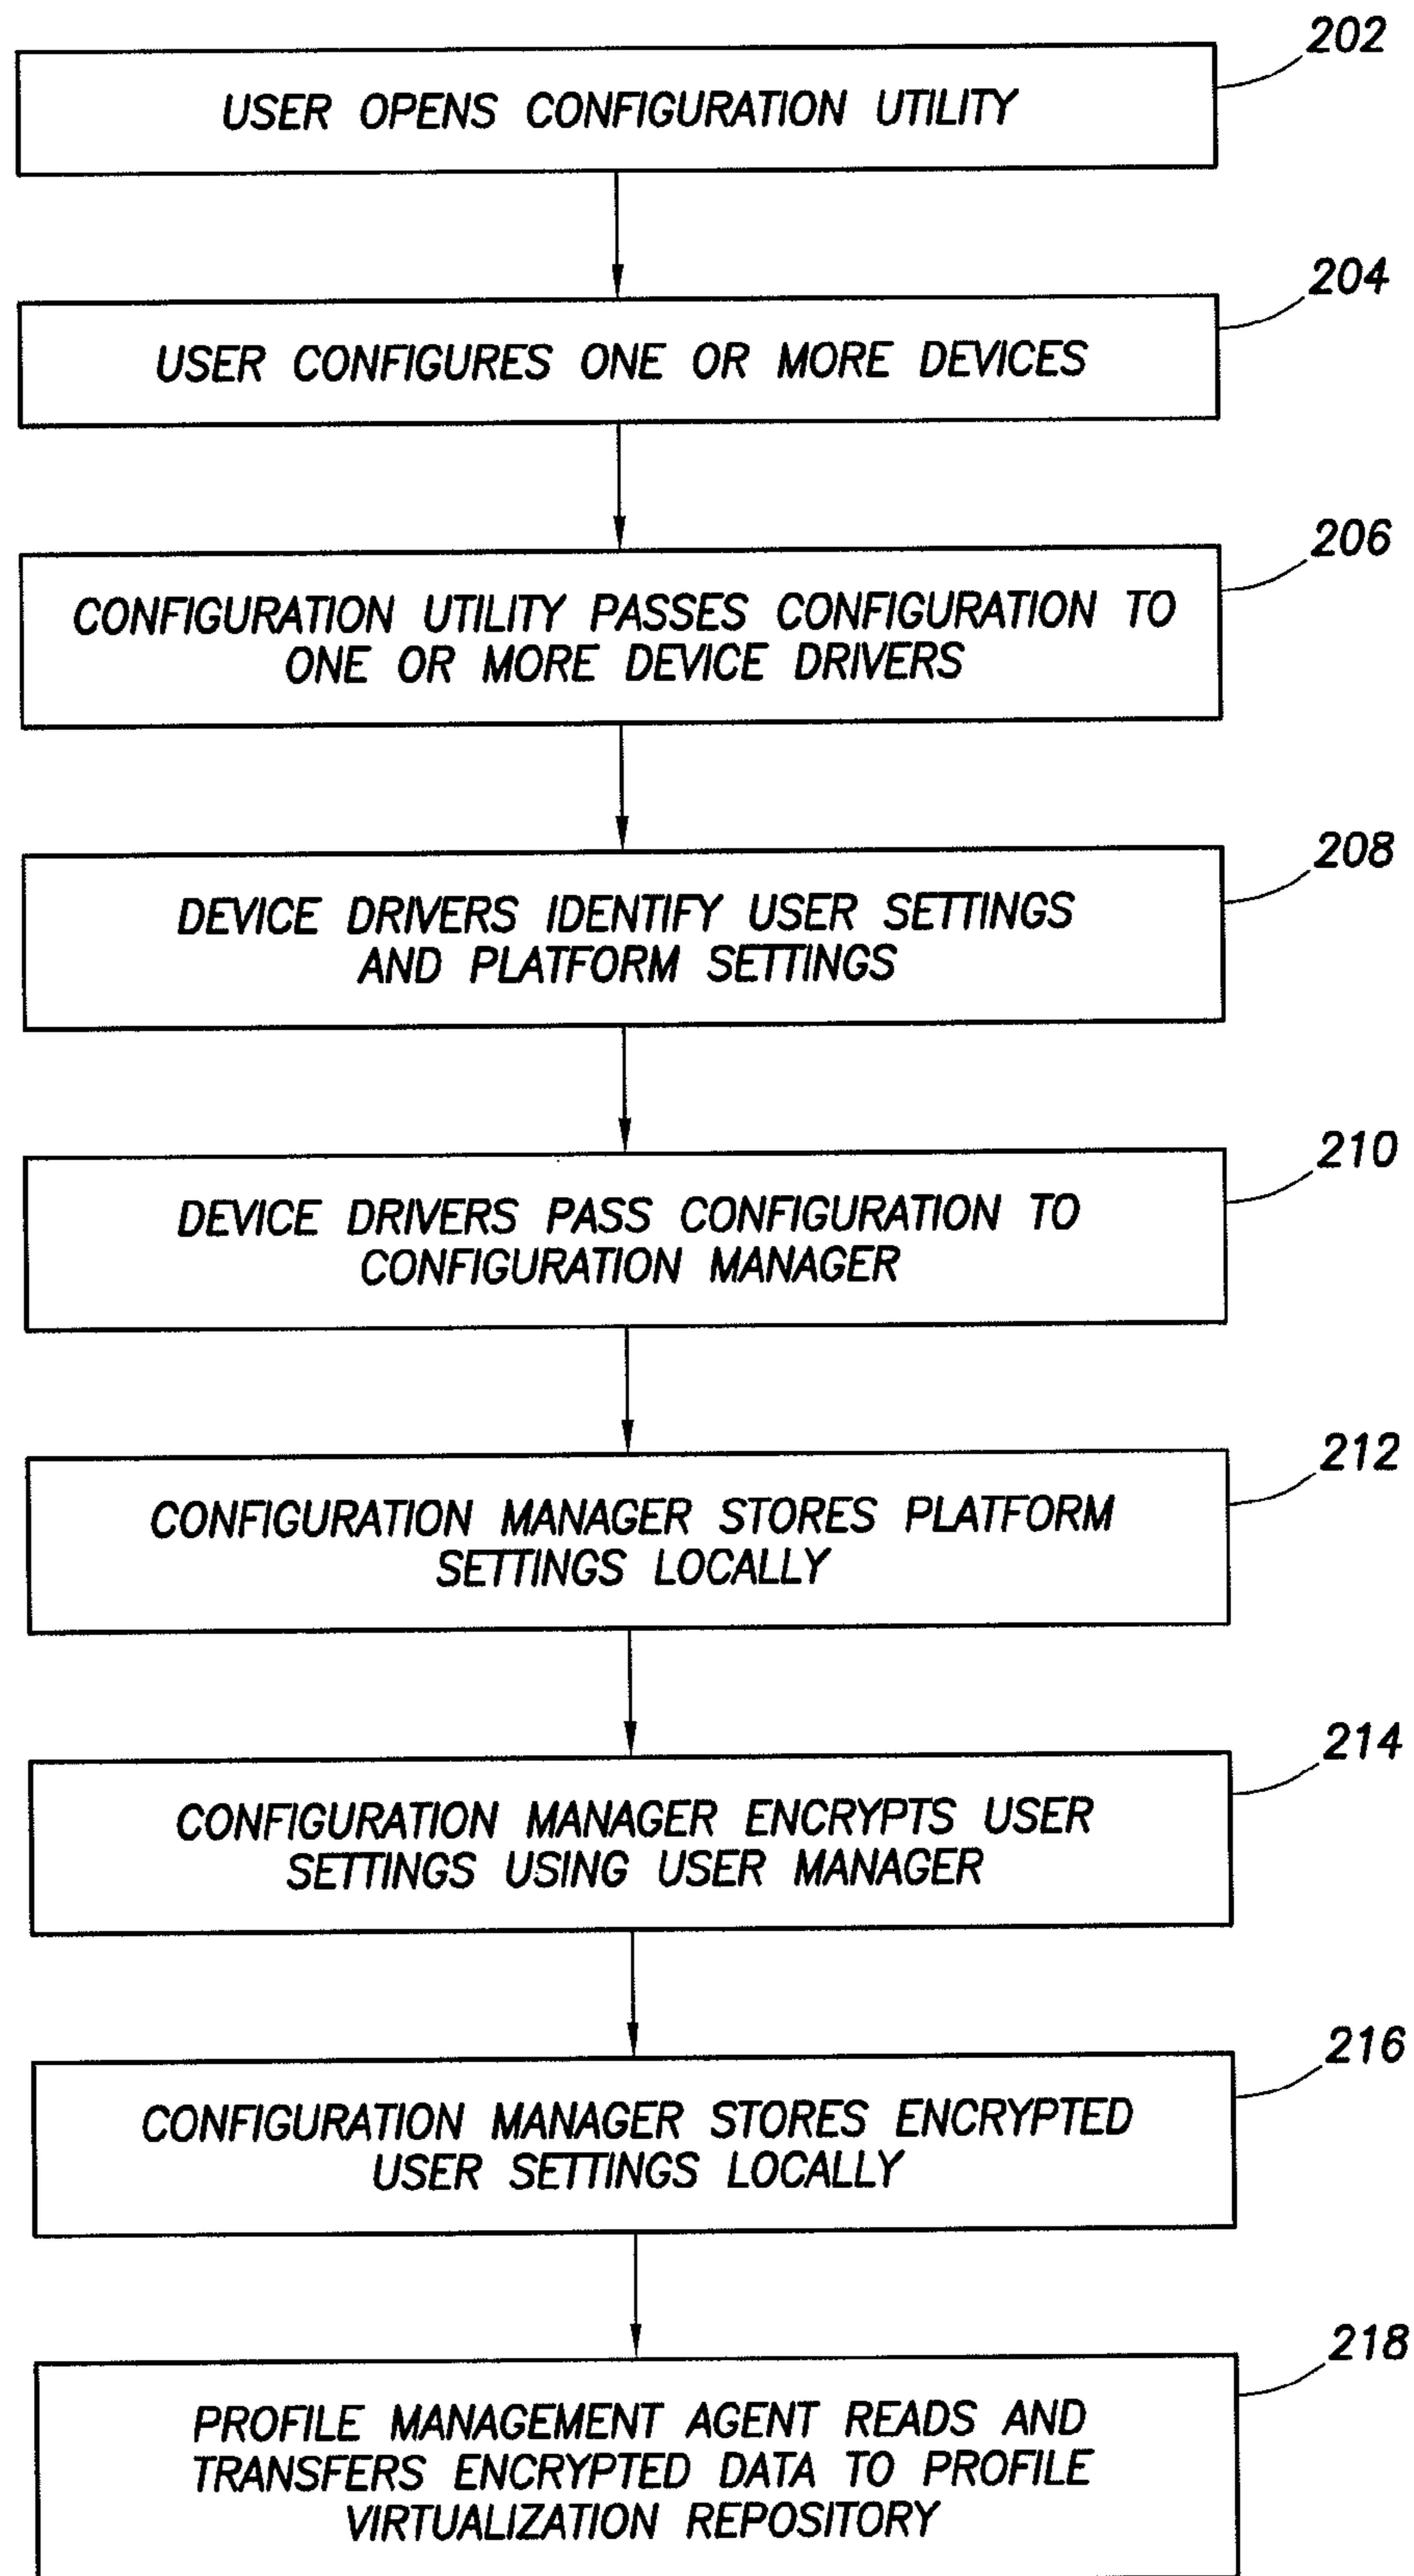 202
USER OPENS CONFIGURATION UTILITY
204
USER CONFIGURES ONE OR MORE DEVICES
206
CONFIGURATION UTILITY PASSES CONFIGURATION TO
ONE OR MORE DEVICE DRIVERS
208
DEVICE DRIVERS IDENTIFY USER SETTINGS
AND PLATFORM SETTINGS
210
DEVICE DRIVERS PASS CONFIGURATION TO
CONFIGURATION MANAGER
212
CONFIGURATION MANAGER STORES PLATFORM
SETTINGS LOCALLY
214
CONFIGURATION MANAGER ENCRYPTS USER
SETTINGS USING USER MANAGER
216
CONFIGURATION MANAGER STORES ENCRYPTED
USER SETTINGS LOCALLY
218
PROFILE MANAGEMENT AGENT READS AND
TRANSFERS ENCRYPTED DATA TO PROFILE
VIRTUALIZATION REPOSITORY